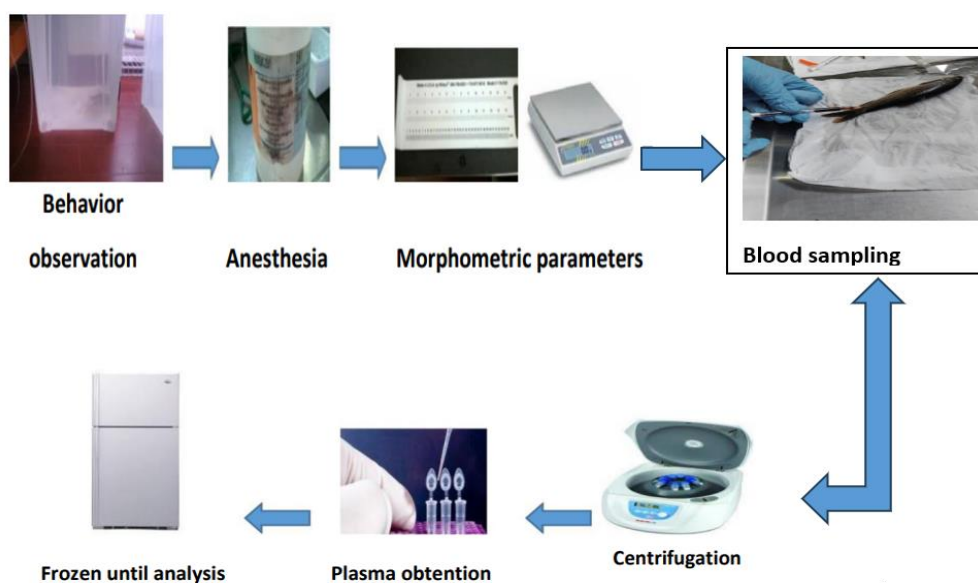 Behavior
observation
Anesthesia
Morphometric parameters
Blood sampling
Centrifugation
Plasma obtention
Frozen until analysis